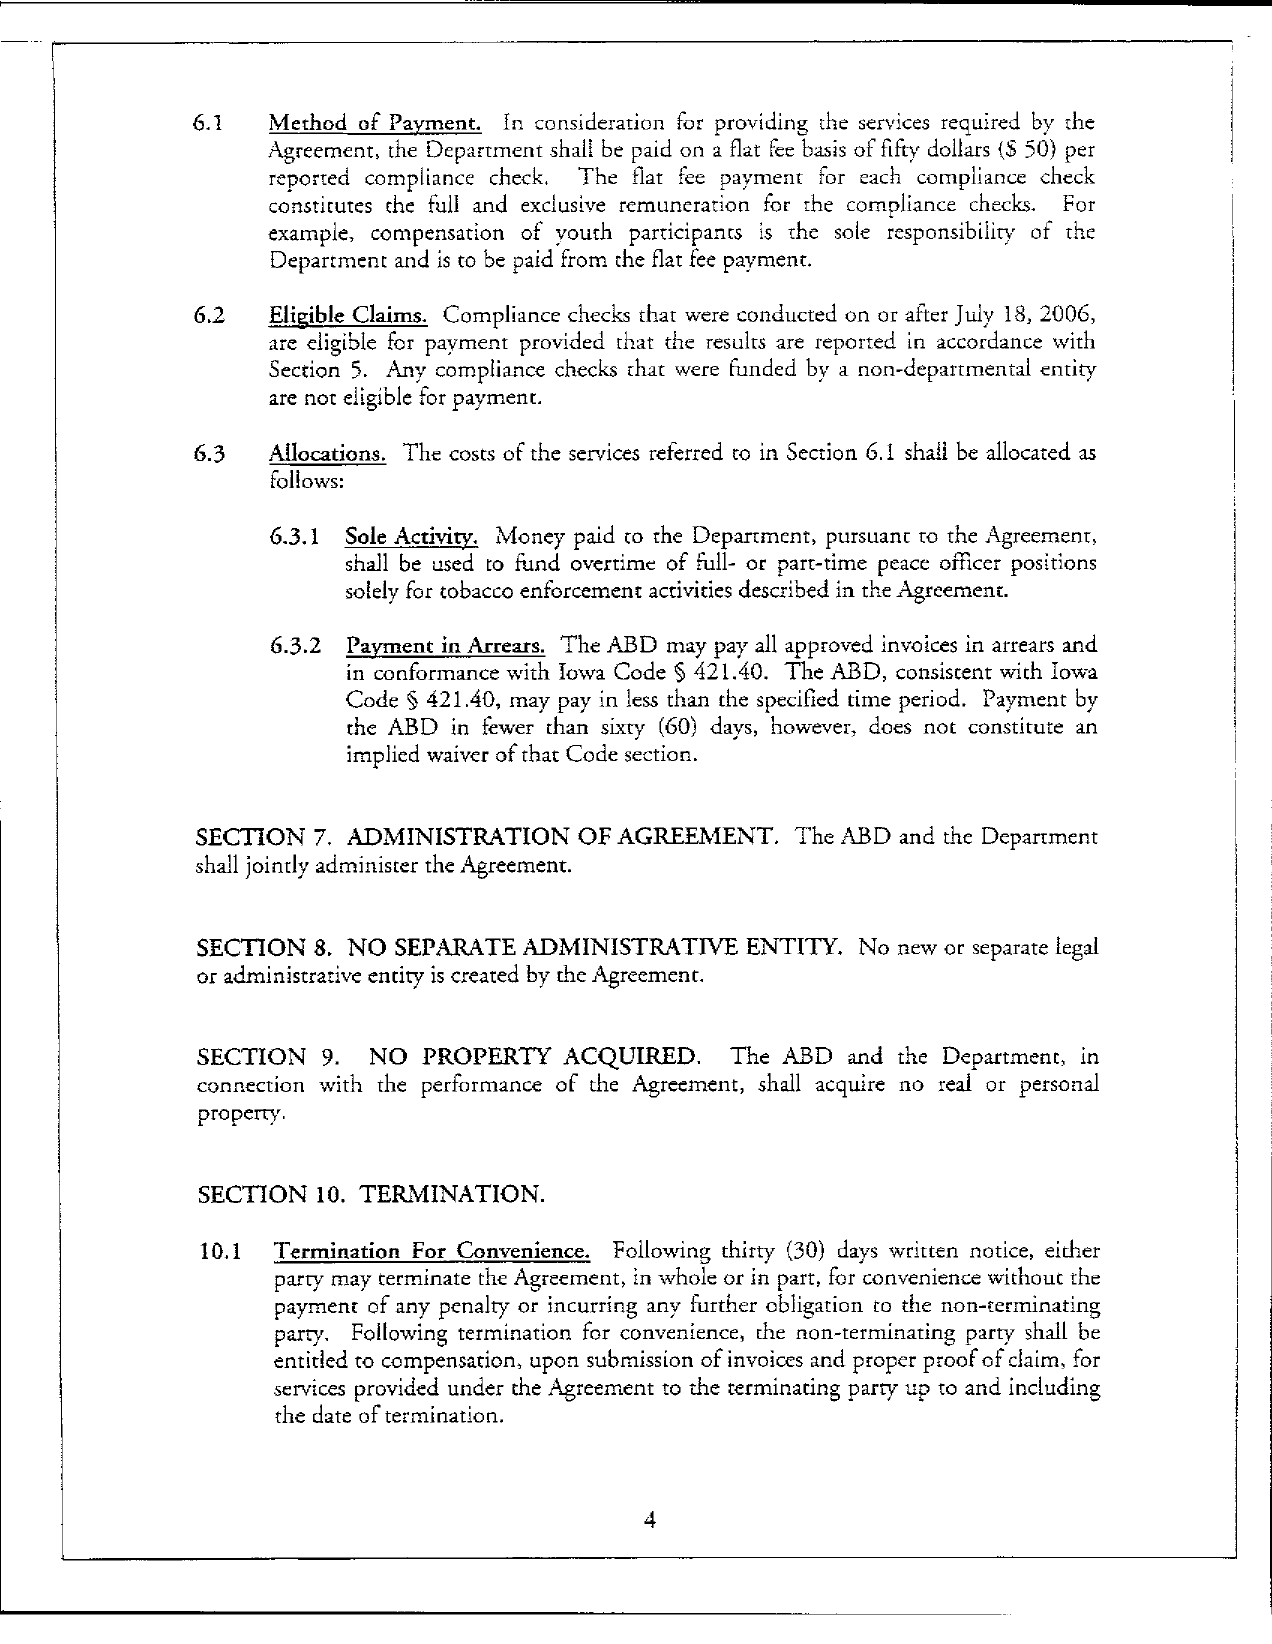 6.1 Method of Payment. In consideration for providing the services required by the
Agreement, the Department shall be paid on a flat fee basis of fifty dollars ($ 50) per
reported compliance check. The flat fee payment for each compliance check
constitutes the full and exclusive remuneration for the compliance checks. For
example, compensation of youth participants is the sole responsibility of the
Department and is to be paid from the flat fee payment.
6.2 Eligible Claims. Compliance checks that were conducted on or after July 18, 2006,
are eligible for payment provided that the results are reported in accordance with
Section 5. Any compliance checks that were funded by a non-departmental entity
are not eligible for payment.
6.3 Allocations. The costs of the services referred to in Section 6.1 shall be allocated as
follows:
6.3.1 Sole Activity. Money paid to the Department, pursuant to the Agreement,
shall be used to fund overtime of full- or part-time peace officer positions
solely for tobacco enforcement activities described in the Agreement.
6.3.2 Payment in Arrears. The ABD may pay all approved invoices in arrears and
in conformance with Iowa Code § 421.40. The ABD, consistent with Iowa
Code § 421.40, may pay in less than the specified time period. Payment by
the ABD in fewer than sixty (60) days, however, does not constitute an
implied waiver of that Code section.
SECTION 7. ADMINISTRATION OF AGREEMENT. The ABD and the Department
shall jointly administer the Agreement.
SECTION 8. NO SEPARATE ADMINISTRATIVE ENTITY. No new or separate legal
or administrative entity is created by the Agreement.
SECTION 9. NO PROPERTY ACQUIRED. The ABD and the Department, in
connection with the performance of the Agreement, shall acquire no real or personal
property.
SECTION 10. TERMINATION.
10.1 Termination For Convenience. Following thirty (30) days written notice, either
party may terminate the Agreement, in whole or in part, for convenience without the
payment of any penalty or incurring any further obligation to the non-terminating
party. Following termination for convenience, the non-terminating party shall be
entitled to compensation, upon submission of invoices and proper proof of claim, for
services provided under the Agreement to the terminating party up to and including
the date of termination.
4